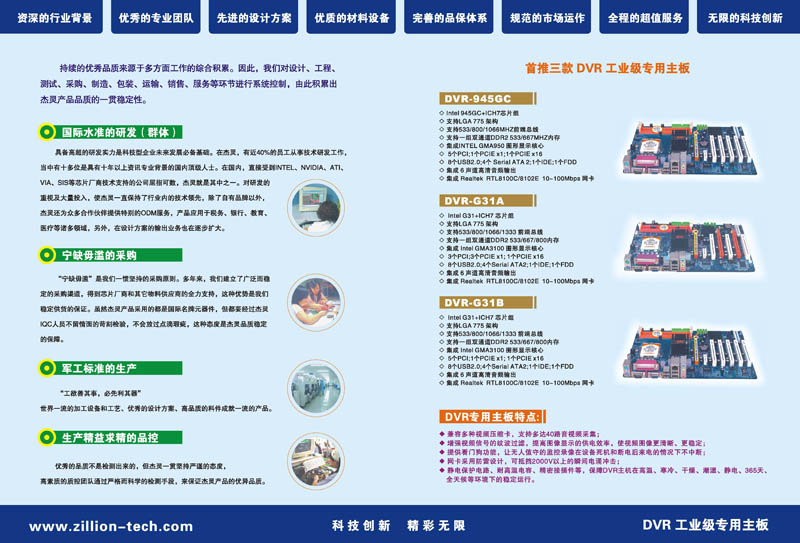 资深的行业背景
优秀的专业团队
先进的设计方案
优质的材料设备
完善的品保体系
规范的市场运作
全程的超值服务
无限的科技创新
持续的优秀品质来源于多方面工作的综合积累。因此，我们对设计、工程、
测试、采购、制造、包装、运输、销售、服务等环节进行系统控制，由此积累出
杰灵产品品质的一贯稳定性。
国际水准的研发（群体）
具备高超的研发实力是科技型企业未来发展必备基础。在杰灵，有近40%的员工从事技术研发工作，
当中有十多位是具有十年以上资讯专业背景的国内顶级人士。在国内，直接受到INTEL、NVIDIA、ATI、
VIA、SIS等芯片厂商技术支持的公司屈指可数，杰灵就是其中之一。对研发的
重视及大量投入，使杰灵一直保持了行业内的技术领先，除了自有品牌以外，
杰灵还为众多合作伙伴提供特别的ODM服务，产品应用于税务、银行、教育、
医疗等诸多领域，另外，在设计方案的输出业务也在逐步扩大。
宁缺毋滥的采购
“宁缺毋滥”是我们一惯坚持的采购原则。多年来，我们建立了广泛而稳
定的采购渠道，得到芯片厂商和其它物料供应商的全力支持，这种优势是我们
稳定供货的保证。虽然杰灵产品采用的都是国际名牌元器件，但都要经过杰灵
IQC人员不留情面的苛刻检验，不会放过点滴瑕疵，这种态度是杰灵品质稳定
的保障。
军工标准的生产
“工欲善其事，必先利其器”
世界一流的加工设备和工艺、优秀的设计方案、高品质的料件成就一流的产品。
生产精益求精的品控
优秀的品质不是检测出来的，但杰灵一贯坚持严谨的态度，
高素质的质控团队通过严格而科学的检测手段，来保证杰灵产品的优异品质。
首推三款 DVR 工业级专用主板
DVR-945GC
◇ Intel 945GC+ICH7芯片组
◇ 支持LGA 775 架构
◇ 支持533/800/1066MHZ前端总线
◇ 支持一组双通道DDR2 533/667MHZ内存
◇ 集成INTEL GMA950 图形显示核心
◇ 5个PCI;1个PCIE x1;1个PCIE x16
◇ 8个USB2.0;4个Serial ATA 2;1个IDE;1个FDD
◇ 集成 6 声道高清音频输出
◇ 集成 Realtek RTL8100C/8102E 10~100Mbps 网卡
DVR-G31A
◇ Intel G31+ICH7 芯片组
◇ 支持LGA 775 架构
◇ 支持533/800/1066/1333 前端总线
◇ 支持一组双通道DDR2 533/667/800内存
◇ 集成 Intel GMA3100 图形显示核心
◇ 3个PCI;3个PCIE x1; 1个PCIE x16
◇ 8个USB2.0;4个Serial ATA2;1个IDE;1个FDD
◇ 集成 6 声道高清音频输出
◇ 集成 Realtek RTL8100C/8102E 10~100Mbps 网卡
DVR-G31B
◇ Intel G31+ICH7 芯片组
◇ 支持LGA 775 架构
◇ 支持533/800/1066/1333 前端总线
◇ 支持一组双通道DDR2 533/667/800内存
◇ 集成 Intel GMA3100 图形显示核心
◇ 5个PCI;1个PCIE x1; 1个PCIE x16
◇ 8个USB2.0;4个Serial ATA2;1个IDE;1个FDD
◇ 集成 6 声道高清音频输出
◇ 集成 Realtek RTL8100C/8102E 10~100Mbps 网卡
DVR专用主板特点:
◆ 兼容多种视频压缩卡，支持多达40路音视频采集；
◆ 增强视频信号的纹波过滤，提高图像显示的供电效率，使视频图像更清晰、更稳定；
◆ 提供看门狗功能，让无人值守的监控录像在设备死机和断电后来电的情况下不中断；
◆ 网卡采用防雷设计，可抵挡2000V以上的瞬间电涌冲击；
◆ 静电保护电路、耐高温电容、精密接插件等，保障DVR主机在高温、寒冷、干燥、潮湿、静电、365天、
全天候等环境下的稳定运行。
www.zillion-tech.com
科技创新 精彩无限
DVR 工业级专用主板